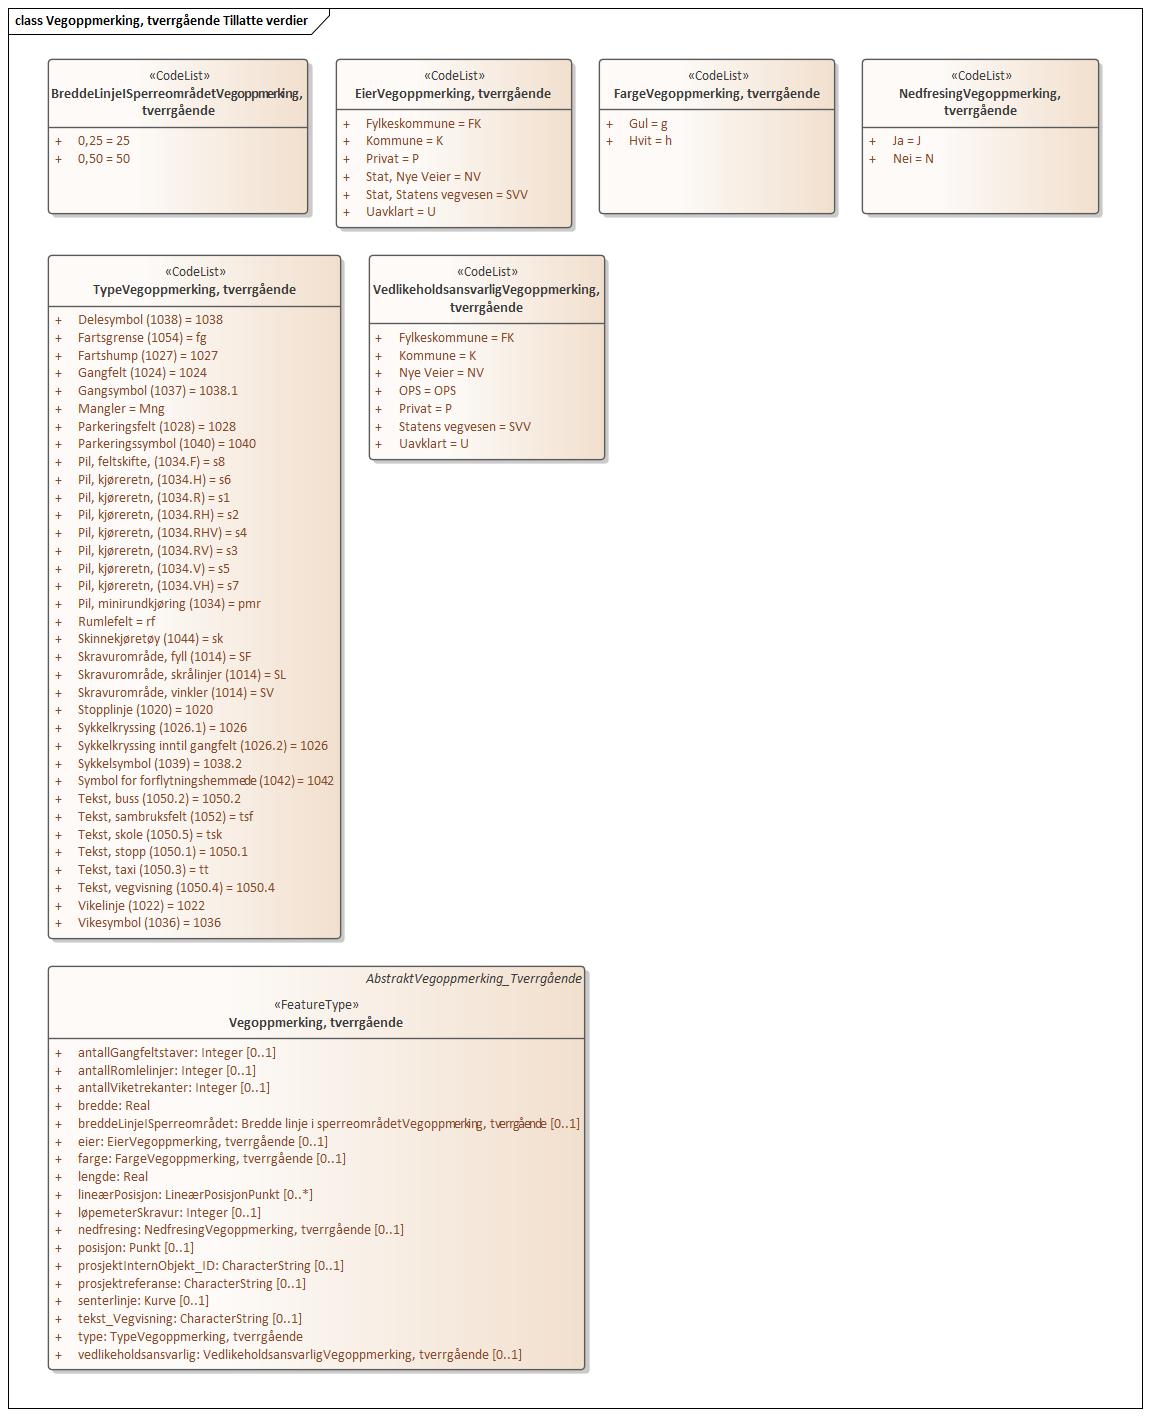 class Vegoppmerking, tverrgående Tillatte verdier
«CodeList»
BreddeLinjeISperreområdetVegoppmerking,
tverrgående
+ 0,25 = 25
+ 0,50 = 50
«CodeList»
EierVegoppmerking, tverrgående
+ Fylkeskommune = FK
+ Kommune = K
+ Privat = P
+ Stat, Nye Veier = NV
+ Stat, Statens vegvesen = SVV
+ Uavklart = U
«CodeList»
FargeVegoppmerking, tverrgående
+ Gul = g
+ Hvit = h
«CodeList»
NedfresingVegoppmerking,
tverrgående
+ Ja = J
+ Nei = N
«CodeList»
TypeVegoppmerking, tverrgående
+ Delesymbol (1038) = 1038
+ Fartsgrense (1054) = fg
+ Fartshump (1027) = 1027
+ Gangfelt (1024) = 1024
+ Gangsymbol (1037) = 1038.1
+ Mangler = Mng
+ Parkeringsfelt (1028) = 1028
+ Parkeringssymbol (1040) = 1040
+ Pil, feltskifte, (1034.F) = s8
+ Pil, kjøreretn, (1034.H) = s6
+ Pil, kjøreretn, (1034.R) = s1
+ Pil, kjøreretn, (1034.RH) = s2
+ Pil, kjøreretn, (1034.RHV) = s4
+ Pil, kjøreretn, (1034.RV) = s3
+ Pil, kjøreretn, (1034.V) = s5
+ Pil, kjøreretn, (1034.VH) = s7
+ Pil, minirundkjøring (1034) = pmr
+ Rumlefelt = rf
+ Skinnekjøretøy (1044) = sk
+ Skravurområde, fyll (1014) = SF
+ Skravurområde, skrålinjer (1014) = SL
+ Skravurområde, vinkler (1014) = SV
+ Stopplinje (1020) = 1020
+ Sykkelkryssing (1026.1) = 1026
+ Sykkelkryssing inntil gangfelt (1026.2) = 1026
+ Sykkelsymbol (1039) = 1038.2
+ Symbol for forflytningshemmede (1042) = 1042
+ Tekst, buss (1050.2) = 1050.2
+ Tekst, sambruksfelt (1052) = tsf
+ Tekst, skole (1050.5) = tsk
+ Tekst, stopp (1050.1) = 1050.1
+ Tekst, taxi (1050.3) = tt
+ Tekst, vegvisning (1050.4) = 1050.4
+ Vikelinje (1022) = 1022
+ Vikesymbol (1036) = 1036
«CodeList»
VedlikeholdsansvarligVegoppmerking,
tverrgående
+ Fylkeskommune = FK
+ Kommune = K
+ Nye Veier = NV
+ OPS = OPS
+ Privat = P
+ Statens vegvesen = SVV
+ Uavklart = U
AbstraktVegoppmerking_Tverrgående
«FeatureType»
Vegoppmerking, tverrgående
+ antallGangfeltstaver: Integer [0..1]
+ antallRomlelinjer: Integer [0..1]
+ antallViketrekanter: Integer [0..1]
+ bredde: Real
+ breddeLinjeISperreområdet: Bredde linje i sperreområdetVegoppmerking, tverrgående [0..1]
+ eier: EierVegoppmerking, tverrgående [0..1]
+ farge: FargeVegoppmerking, tverrgående [0..1]
+ lengde: Real
+ lineærPosisjon: LineærPosisjonPunkt [0..*]
+ løpemeterSkravur: Integer [0..1]
+ nedfresing: NedfresingVegoppmerking, tverrgående [0..1]
+ posisjon: Punkt [0..1]
+ prosjektInternObjekt_ID: CharacterString [0..1]
+ prosjektreferanse: CharacterString [0..1]
+ senterlinje: Kurve [0..1]
+ tekst_Vegvisning: CharacterString [0..1]
+ type: TypeVegoppmerking, tverrgående
+ vedlikeholdsansvarlig: VedlikeholdsansvarligVegoppmerking, tverrgående [0..1]